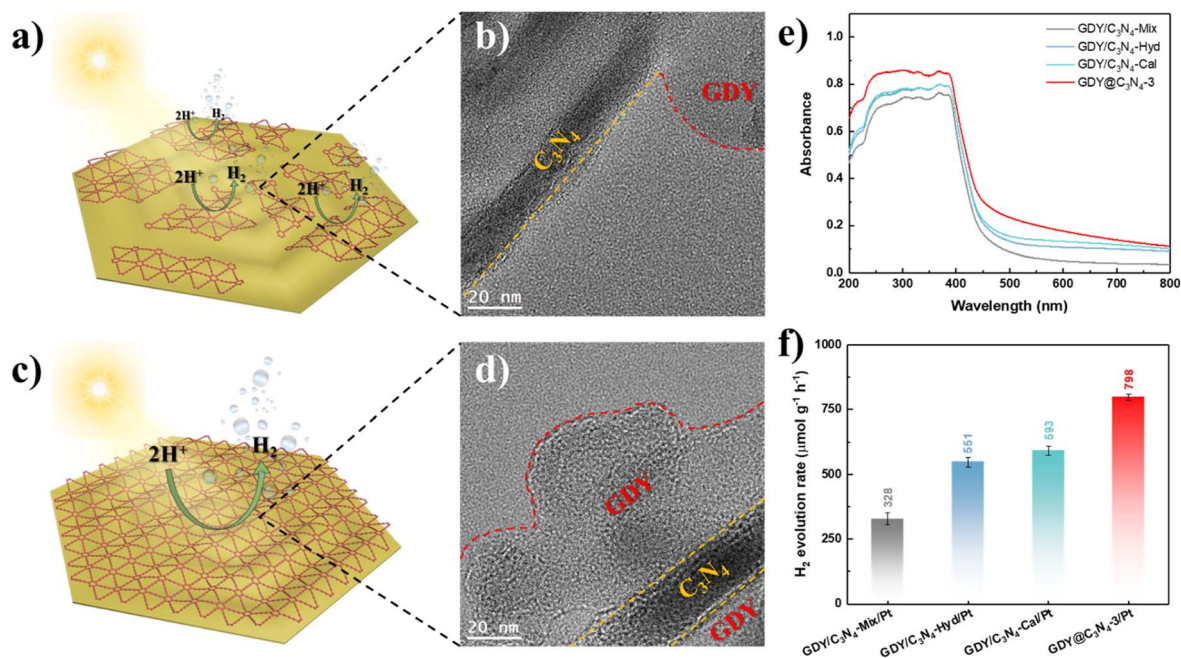 a)
2H⁺ H₂
2H⁺ H₂
2H⁺ H₂
b)
GDY
C₃N₄
20 nm
c)
2H⁺ H₂
d)
GDY
C₃N₄
GDY
20 nm
e)
GDY/C₃N₄-Mix
GDY/C₃N₄-Hyd
GDY/C₃N₄-Cal
GDY@C₃N₄-3
Absorbance
1.0
0.8
0.6
0.4
0.2
0.0
200 300 400 500 600 700 800
Wavelength (nm)
f)
H₂ evolution rate (μmol g⁻¹ h⁻¹)
1000
750
500
250
0
328
551
593
798
GDY/C₃N₄-Mix/Pt
GDY/C₃N₄-Hyd/Pt
GDY/C₃N₄-Cal/Pt
GDY@C₃N₄-3/Pt